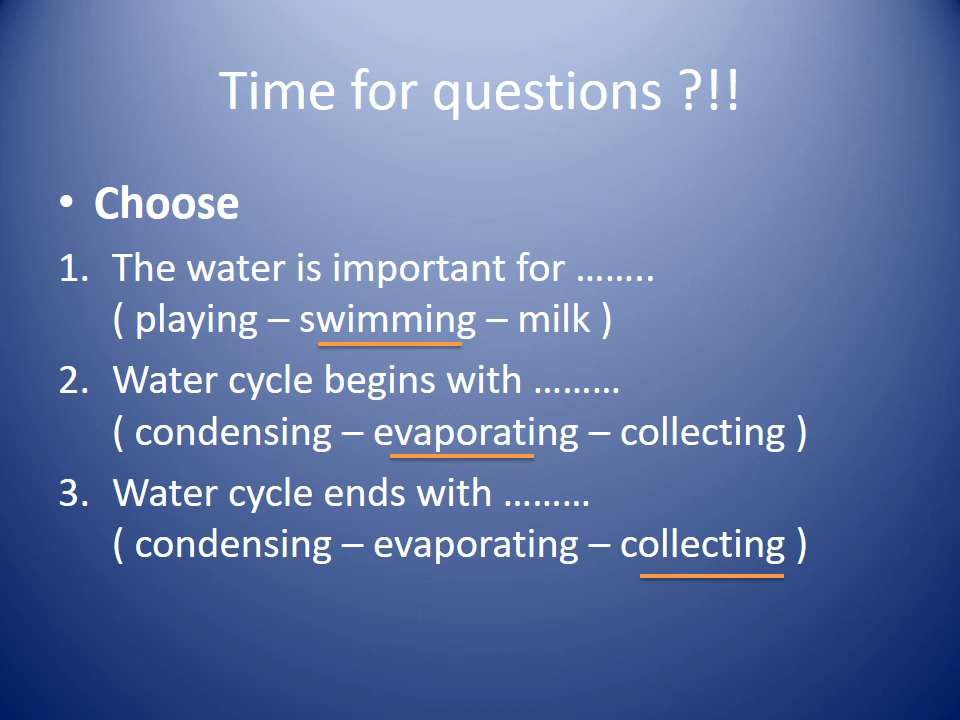 Time for questions ?!!
• Choose
1. The water is important for ........
( playing – swimming – milk )
2. Water cycle begins with .........
( condensing – evaporating – collecting )
3. Water cycle ends with .........
( condensing – evaporating – collecting )